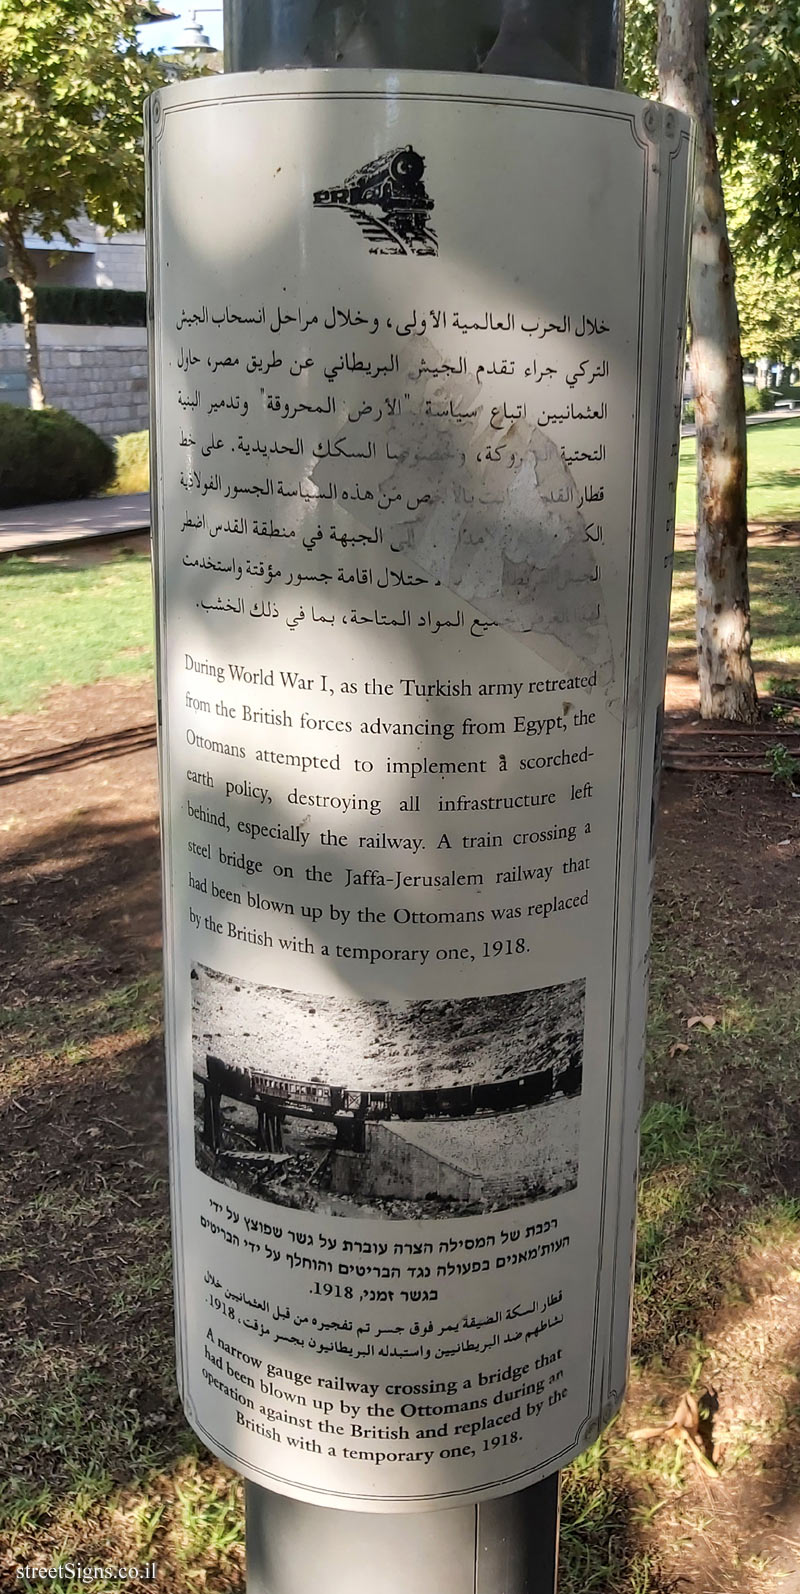 خلال الحرب العالمية الأولى، وخلال مراحل انسحاب الجيش
التركي جراء تقدم الجيش البريطاني عن طريق مصر، حاول
العثمانيين اتباع سياسة "الأرض المحروقة" وتدمير البنية
التحتية السكك الحديدية. على خط
قطار من هذه السياسة الجسور الفولاذية
الجبهة في منطقة القدس اضطر
اقامة جسور مؤقتة واستخدمت
المواد المتاحة، بما في ذلك الخشب.
During World War I, as the Turkish army retreated
from the British forces advancing from Egypt, the
Ottomans attempted to implement a scorched-
earth policy, destroying all infrastructure left
behind, especially the railway. A train crossing a
steel bridge on the Jaffa-Jerusalem railway that
had been blown up by the Ottomans was replaced
by the British with a temporary one, 1918.
רכבת של המסילה הצרה עוברת על גשר שפוצץ על ידי
העות'מאנים בפעולה נגד הבריטים והוחלף על ידי הבריטים
בגשר זמני, 1918.
قطار السكة الضيقة يمر فوق جسر تم تفجيره من قبل العثمانيين خلال
نشاطهم ضد البريطانيين واستبدله البريطانيون بجسر مؤقت، 1918.
A narrow gauge railway crossing a bridge that
had been blown up by the Ottomans during an
operation against the British and replaced by the
British with a temporary one, 1918.
streetSigns.co.il